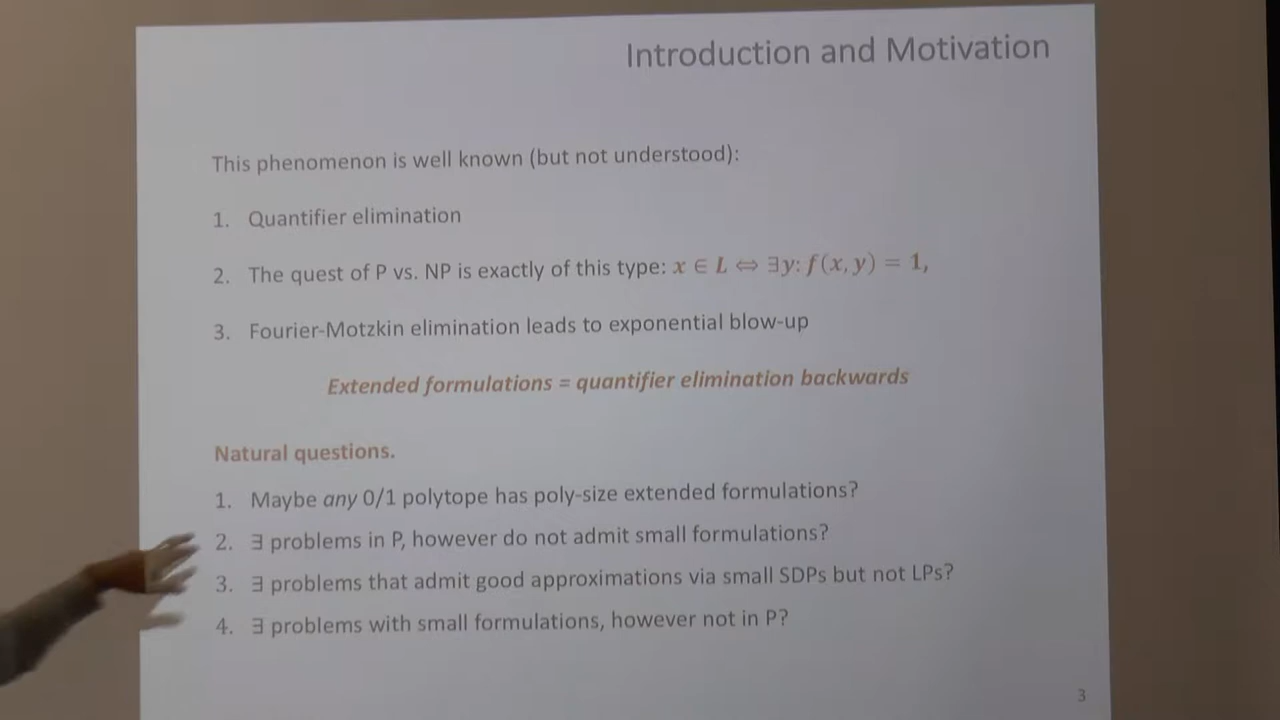 Introduction and Motivation
This phenomenon is well known (but not understood):
1. Quantifier elimination
2. The quest of P vs. NP is exactly of this type: x ∈ L ⇔ ∃y: f(x, y) = 1,
3. Fourier-Motzkin elimination leads to exponential blow-up
Extended formulations = quantifier elimination backwards
Natural questions.
1. Maybe any 0/1 polytope has poly-size extended formulations?
2. ∃ problems in P, however do not admit small formulations?
3. ∃ problems that admit good approximations via small SDPs but not LPs?
4. ∃ problems with small formulations, however not in P?
3